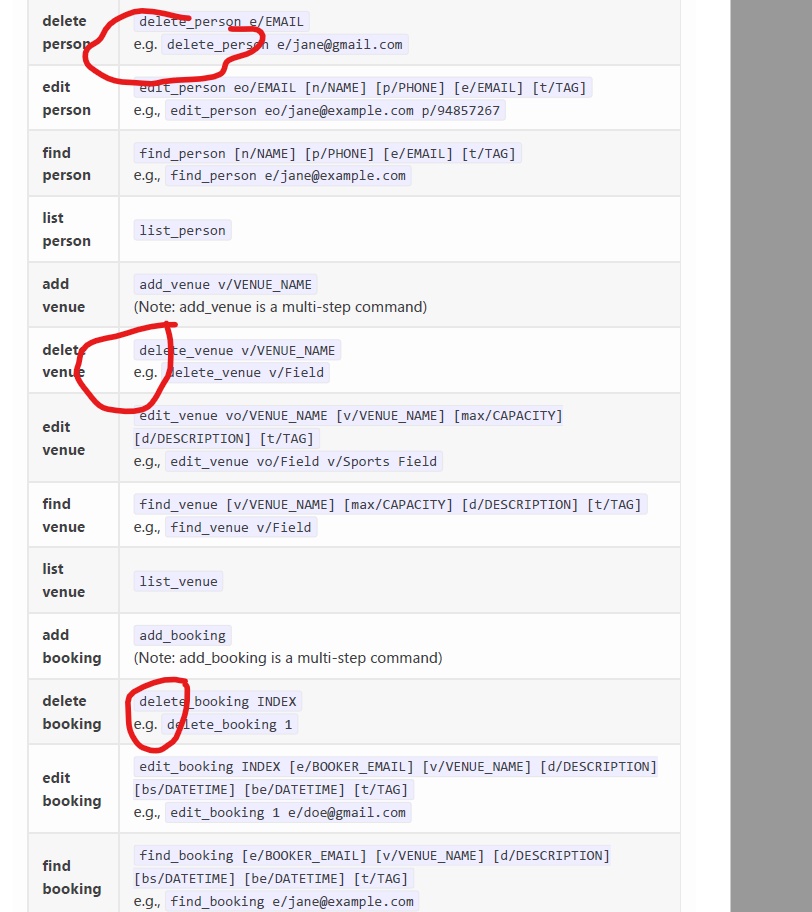 delete person
delete_person e/EMAIL
e.g. delete_person e/jane@gmail.com
edit person
edit_person eo/EMAIL [n/NAME] [p/PHONE] [e/EMAIL] [t/TAG]
e.g., edit_person eo/jane@example.com p/94857267
find person
find_person [n/NAME] [p/PHONE] [e/EMAIL] [t/TAG]
e.g., find_person e/jane@example.com
list person
list_person
add venue
add_venue v/VENUE_NAME
(Note: add_venue is a multi-step command)
delete venue
delete_venue v/VENUE_NAME
e.g. delete_venue v/Field
edit venue
edit_venue vo/VENUE_NAME [v/VENUE_NAME] [max/CAPACITY]
[d/DESCRIPTION] [t/TAG]
e.g., edit_venue vo/Field v/Sports Field
find venue
find_venue [v/VENUE_NAME] [max/CAPACITY] [d/DESCRIPTION] [t/TAG]
e.g., find_venue v/Field
list venue
list_venue
add booking
add_booking
(Note: add_booking is a multi-step command)
delete booking
delete_booking INDEX
e.g. delete_booking 1
edit booking
edit_booking INDEX [e/BOOKER_EMAIL] [v/VENUE_NAME] [d/DESCRIPTION]
[bs/DATETIME] [be/DATETIME] [t/TAG]
e.g., edit_booking 1 e/doe@gmail.com
find booking
find_booking [e/BOOKER_EMAIL] [v/VENUE_NAME] [d/DESCRIPTION]
[bs/DATETIME] [be/DATETIME] [t/TAG]
e.g., find_booking e/jane@example.com